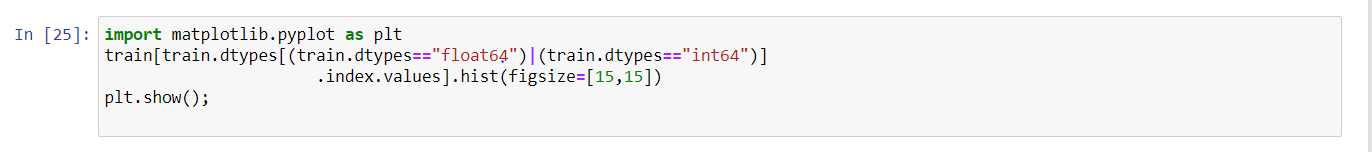 In [25]: import matplotlib.pyplot as plt
train[train.dtypes[(train.dtypes=="float64")|(train.dtypes=="int64")]
                    .index.values].hist(figsize=[15,15])
plt.show();